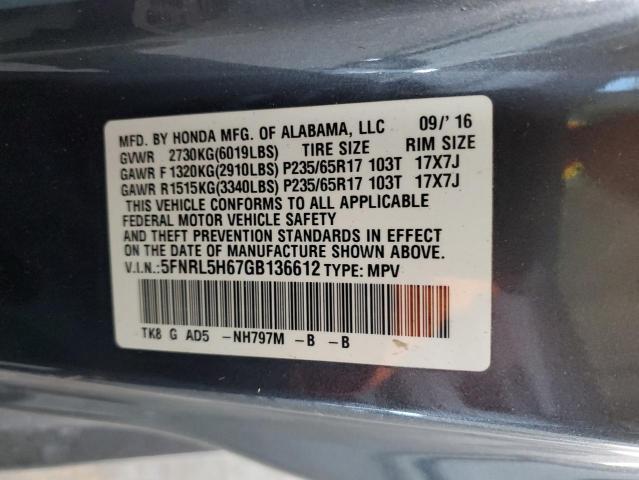 MFD. BY HONDA MFG. OF ALABAMA, LLC 09/'16
GVWR 2730KG(6019LBS) TIRE SIZE RIM SIZE
GAWR F 1320KG(2910LBS) P235/65R17 103T 17X7J
GAWR R1515KG(3340LBS) P235/65R17 103T 17X7J
THIS VEHICLE CONFORMS TO ALL APPLICABLE
FEDERAL MOTOR VEHICLE SAFETY
AND THEFT PREVENTION STANDARDS IN EFFECT
ON THE DATE OF MANUFACTURE SHOWN ABOVE.
V.I.N.:5FNRL5H67GB136612 TYPE: MPV
TK8 G AD5 -NH797M -B -B